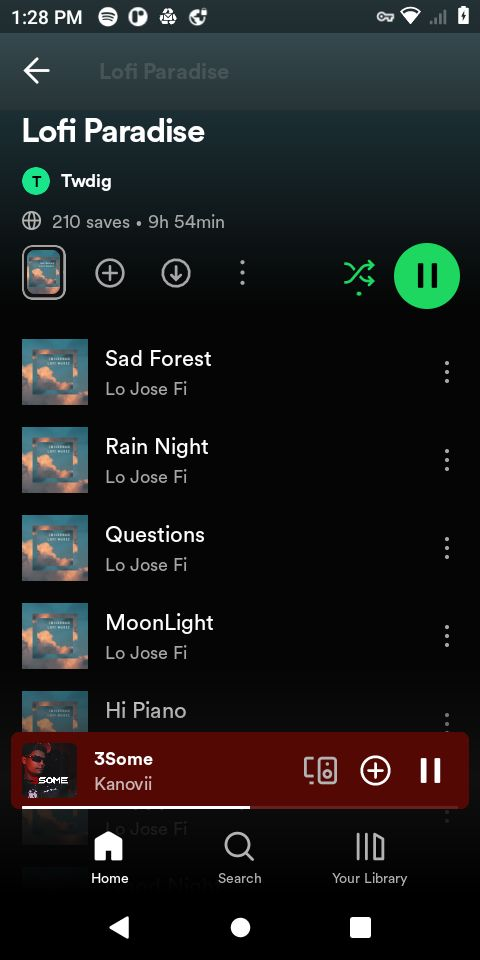 1:28 PM
Lofi Paradise
Lofi Paradise
T Twdig
210 saves • 9h 54min
Sad Forest
Lo Jose Fi
Rain Night
Lo Jose Fi
Questions
Lo Jose Fi
MoonLight
Lo Jose Fi
Hi Piano
3Some
Kanovii
3SOME
Lo Jose Fi
Home
Search
Your Library